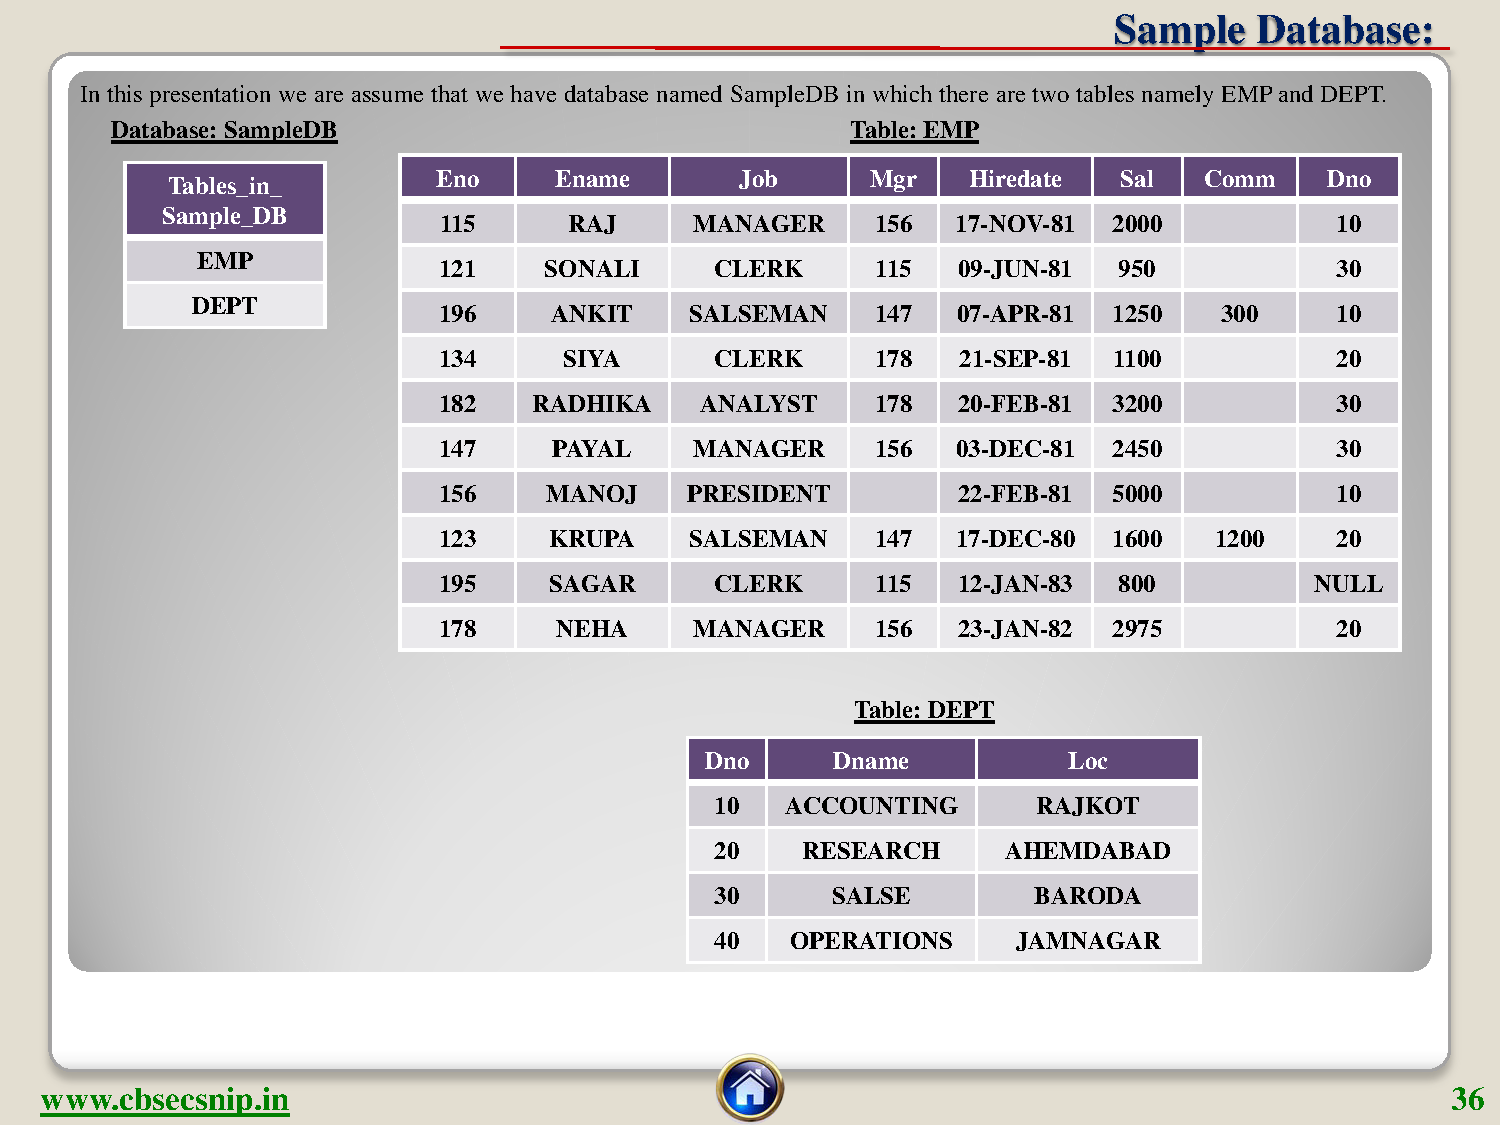 Sample Database:
In this presentation we are assume that we have database named SampleDB in which there are two tables namely EMP and DEPT.
Database: SampleDB
Tables_in_
Sample_DB
EMP
DEPT
Table: EMP
Eno Ename Job Mgr Hiredate Sal Comm Dno
115 RAJ MANAGER 156 17-NOV-81 2000 10
121 SONALI CLERK 115 09-JUN-81 950 30
196 ANKIT SALSEMAN 147 07-APR-81 1250 300 10
134 SIYA CLERK 178 21-SEP-81 1100 20
182 RADHIKA ANALYST 178 20-FEB-81 3200 30
147 PAYAL MANAGER 156 03-DEC-81 2450 30
156 MANOJ PRESIDENT 22-FEB-81 5000 10
123 KRUPA SALSEMAN 147 17-DEC-80 1600 1200 20
195 SAGAR CLERK 115 12-JAN-83 800 NULL
178 NEHA MANAGER 156 23-JAN-82 2975 20
Table: DEPT
Dno Dname Loc
10 ACCOUNTING RAJKOT
20 RESEARCH AHEMDABAD
30 SALSE BARODA
40 OPERATIONS JAMNAGAR
www.cbsecsnip.in
36